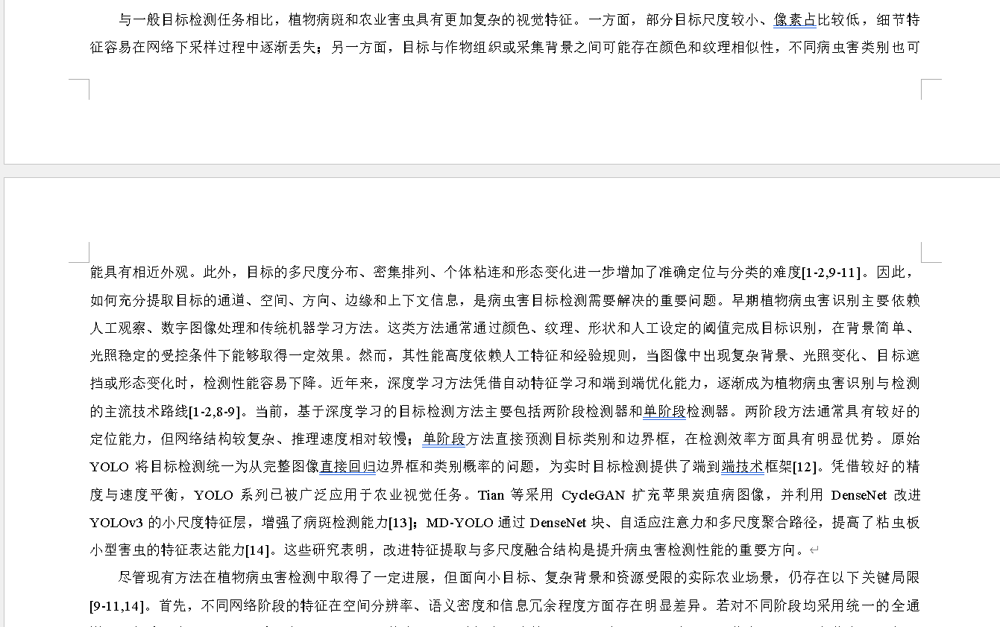 与一般目标检测任务相比，植物病斑和农业害虫具有更加复杂的视觉特征。一方面，部分目标尺度较小、像素占比较低，细节特
征容易在网络下采样过程中逐渐丢失；另一方面，目标与作物组织或采集背景之间可能存在颜色和纹理相似性，不同病虫害类别也可
能具有相近外观。此外，目标的多尺度分布、密集排列、个体粘连和形态变化进一步增加了准确定位与分类的难度[1-2,9-11]。因此，
如何充分提取目标的通道、空间、方向、边缘和上下文信息，是病虫害目标检测需要解决的重要问题。早期植物病虫害识别主要依赖
人工观察、数字图像处理和传统机器学习方法。这类方法通常通过颜色、纹理、形状和人工设定的阈值完成目标识别，在背景简单、
光照稳定的受控条件下能够取得一定效果。然而，其性能高度依赖人工特征和经验规则，当图像中出现复杂背景、光照变化、目标遮
挡或形态变化时，检测性能容易下降。近年来，深度学习方法凭借自动特征学习和端到端优化能力，逐渐成为植物病虫害识别与检测
的主流技术路线[1-2,8-9]。当前，基于深度学习的目标检测方法主要包括两阶段检测器和单阶段检测器。两阶段方法通常具有较好的
定位能力，但网络结构较复杂、推理速度相对较慢；单阶段方法直接预测目标类别和边界框，在检测效率方面具有明显优势。原始
YOLO 将目标检测统一为从完整图像直接回归边界框和类别概率的问题，为实时目标检测提供了端到端技术框架[12]。凭借较好的精
度与速度平衡，YOLO 系列已被广泛应用于农业视觉任务。Tian 等采用 CycleGAN 扩充苹果炭疽病图像，并利用 DenseNet 改进
YOLOv3 的小尺度特征层，增强了病斑检测能力[13]；MD-YOLO 通过 DenseNet 块、自适应注意力和多尺度聚合路径，提高了粘虫板
小型害虫的特征表达能力[14]。这些研究表明，改进特征提取与多尺度融合结构是提升病虫害检测性能的重要方向。
尽管现有方法在植物病虫害检测中取得了一定进展，但面向小目标、复杂背景和资源受限的实际农业场景，仍存在以下关键局限
[9-11,14]。首先，不同网络阶段的特征在空间分辨率、语义密度和信息冗余程度方面存在明显差异。若对不同阶段均采用统一的全通